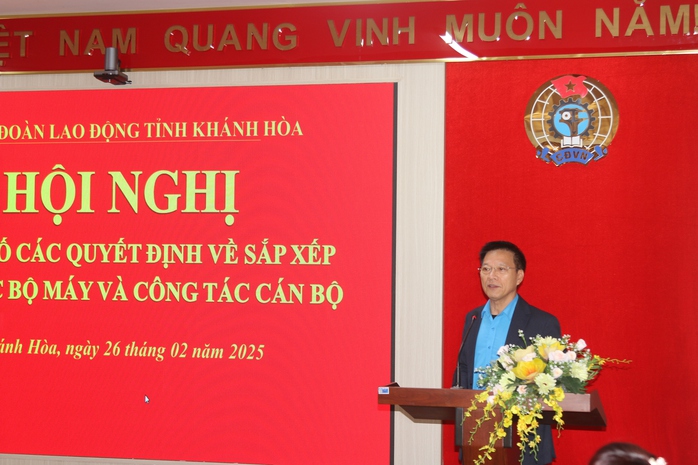 VIỆT NAM QUANG VINH MUÔN NĂM
ĐOÀN LAO ĐỘNG TỈNH KHÁNH HÒA
HỘI NGHỊ
Ố CÁC QUYẾT ĐỊNH VỀ SẮP XẾP
C BỘ MÁY VÀ CÔNG TÁC CÁN BỘ
ánh Hòa, ngày 26 tháng 02 năm 2025
CĐVN